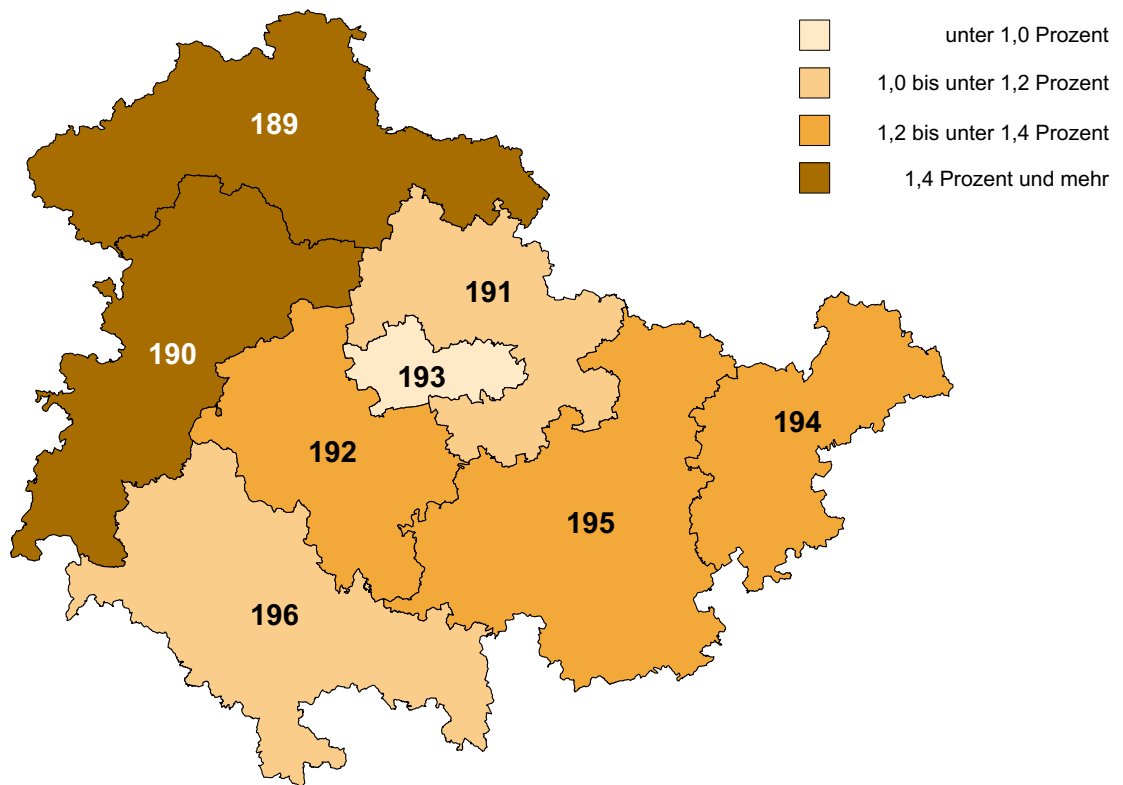 unter 1,0 Prozent
1,0 bis unter 1,2 Prozent
1,2 bis unter 1,4 Prozent
1,4 Prozent und mehr
189
191
190
193
194
192
195
196